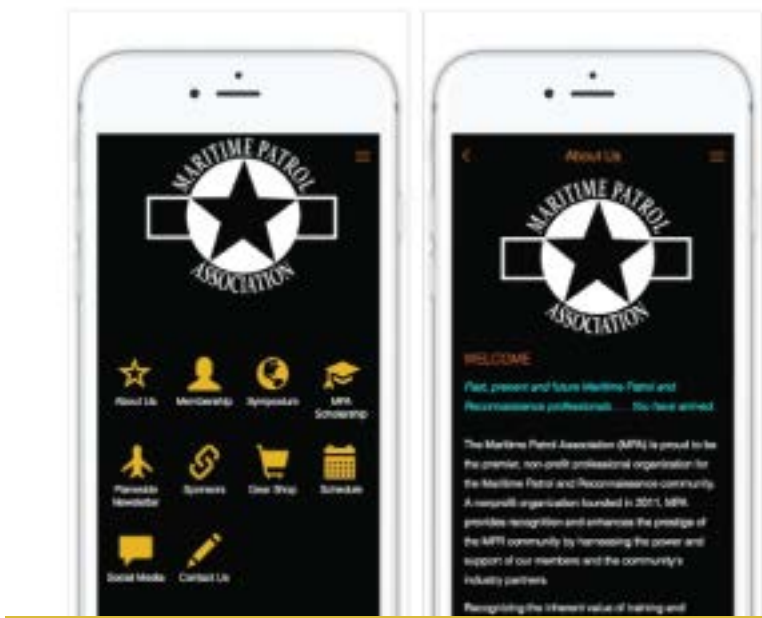 MARITIME PATROL
ASSOCIATION
About Us
Membership
Symposium
MPA
Scholarship
Planeside
Newsletter
Sponsors
Gear Shop
Schedule
Social Media
Contact Us
About Us
MARITIME PATROL
ASSOCIATION
WELCOME
Past, present and future Maritime Patrol and
Reconnaissance professionals . . . You have arrived.
The Maritime Patrol Association (MPA) is proud to be
the premier, non-profit professional organization for
the Maritime Patrol and Reconnaissance community.
A nonprofit organization founded in 2011, MPA
provides recognition and enhances the prestige of
the MPR community by harnessing the power and
support of our members and the community's
industry partners.
Recognizing the inherent value of training and